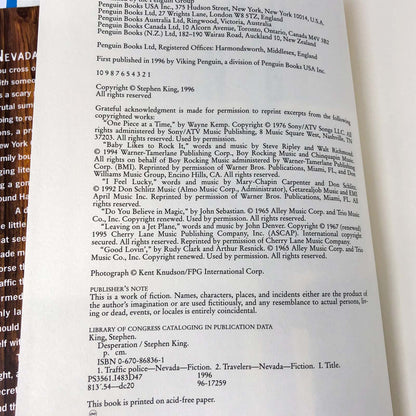 by the Penguin Group
Penguin Books USA Inc., 375 Hudson Street, New York, New York 10014, U.S.A.
Penguin Books Ltd, 27 Wrights Lane, London W8 5TZ, England
Penguin Books Australia Ltd, Ringwood, Victoria, Australia
Penguin Books Canada Ltd, 10 Alcorn Avenue, Toronto, Ontario, Canada M4V 3B2
Penguin Books (N.Z.) Ltd, 182–190 Wairau Road, Auckland 10, New Zealand
Penguin Books Ltd, Registered Offices: Harmondsworth, Middlesex, England
First published in 1996 by Viking Penguin, a division of Penguin Books USA Inc.
10 9 8 7 6 5 4 3 2 1
Copyright © Stephen King, 1996
All rights reserved
Grateful acknowledgment is made for permission to reprint excerpts from the following
copyrighted works:
"One Piece at a Time," by Wayne Kemp. Copyright © 1976 Sony/ATV Songs LLC. All
rights administered by Sony/ATV Music Publishing, 8 Music Square West, Nashville, TN
37203. All rights reserved. Used by permission.
"Baby Likes to Rock It," words and music by Steve Ripley and Walt Richmond.
© 1994 Warner-Tamerlane Publishing Corp., Boy Rocking Music and Chinquapin Music.
All rights on behalf of Boy Rocking Music administered by Warner-Tamerlane Publishing
Corp. (BMI). Reprinted by permission of Warner Bros. Publications, Miami, FL, and The
Williams Music Group, Encino Hills, CA. All rights reserved.
"I Feel Lucky," words and music by Mary-Chapin Carpenter and Don Schlitz.
© 1992 Don Schlitz Music (Almo Music Corp., Administrator), Getarealjob Music and EMI
April Music Inc. Reprinted by permission of Warner Bros. Publications, Miami, FL. All
rights reserved.
"Do You Believe in Magic," by John Sebastian. © 1965 Alley Music Corp. and Trio Music
Co., Inc. Copyright renewed. Used by permission. All rights reserved.
"Leaving on a Jet Plane," words and music by John Denver. Copyright © 1967 (renewed)
1995 Cherry Lane Music Publishing Company, Inc. (ASCAP). International copyright
secured. All rights reserved. Reprinted by permission of Cherry Lane Music Company.
"Good Lovin'," by Rudy Clark and Arthur Resnick. © 1965 Alley Music Corp. and Trio
Music Co., Inc. Copyright renewed. Used by permission. All rights reserved.
Photograph © Kent Knudson/FPG International Corp.
PUBLISHER'S NOTE
This is a work of fiction. Names, characters, places, and incidents either are the product of
the author's imagination or are used fictitiously, and any resemblance to actual persons, liv-
ing or dead, events, or locales is entirely coincidental.
LIBRARY OF CONGRESS CATALOGING IN PUBLICATION DATA
King, Stephen.
Desperation / Stephen King.
p. cm.
ISBN 0-670-86836-1
1. Traffic police—Nevada—Fiction. 2. Travelers—Nevada—Fiction. I. Title.
PS3561.I483D47 1996
813'.54—dc20 96-17259
This book is printed on acid-free paper.
NEVADA